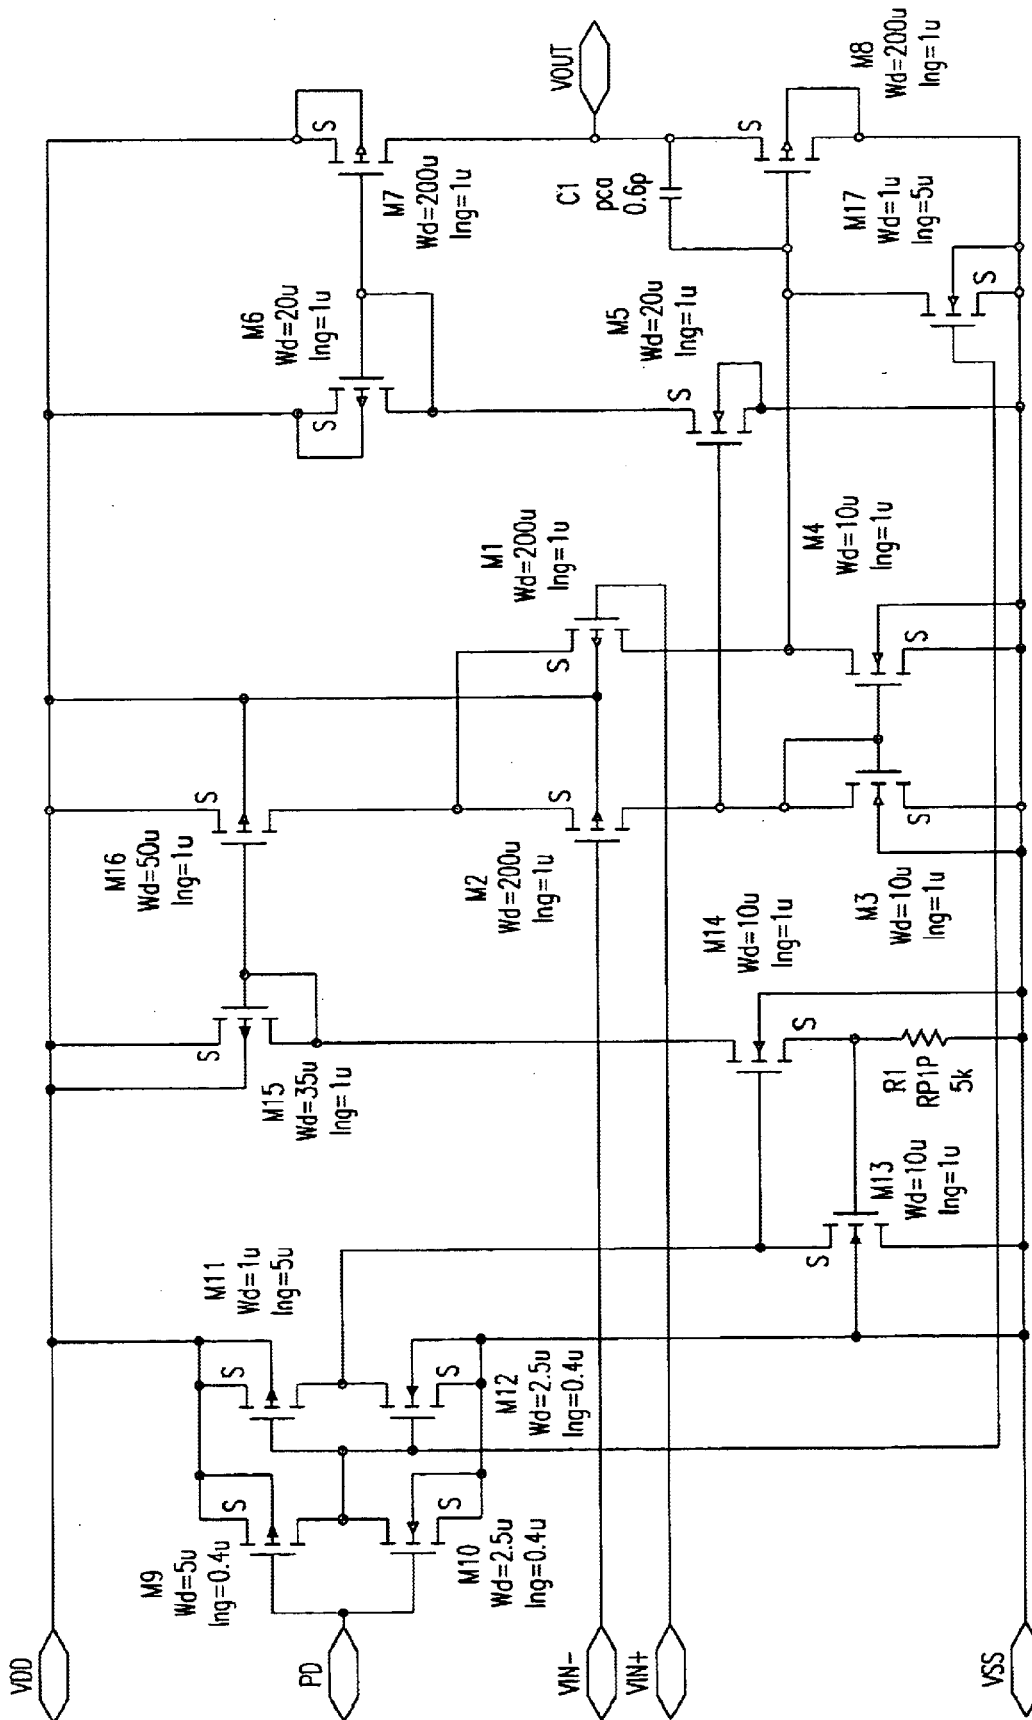 VDD
PD
VIN-
VIN+
VSS
M9
Wd=5u
lng=0.4u
S
M10
Wd=2.5u
lng=0.4u
S
M11
Wd=1u
lng=5u
S
M12
Wd=2.5u
lng=0.4u
S
M13
Wd=10u
lng=1u
S
R1
RP1P
5k
M14
Wd=10u
lng=1u
S
M15
Wd=35u
lng=1u
S
M16
Wd=50u
lng=1u
S
M2
Wd=200u
lng=1u
S
M3
Wd=10u
lng=1u
S
M1
Wd=200u
lng=1u
S
M4
Wd=10u
lng=1u
S
M6
Wd=20u
lng=1u
S
M5
Wd=20u
lng=1u
S
M7
Wd=200u
lng=1u
S
C1
pca
0.6p
M17
Wd=1u
lng=5u
S
VOUT
M8
Wd=200u
lng=1u
S